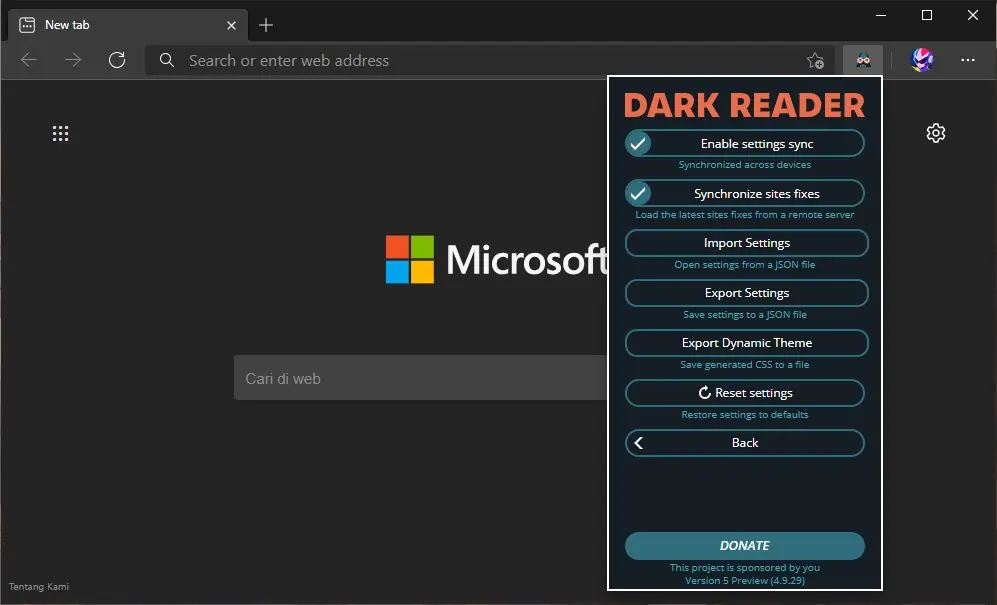 New tab
Search or enter web address
DARK READER
Enable settings sync
Synchronized across devices
Synchronize sites fixes
Load the latest sites fixes from a remote server
Microsoft
Import Settings
Open settings from a JSON file
Export Settings
Save settings to a JSON file
Export Dynamic Theme
Save generated CSS to a file
Cari di web
Reset settings
Restore settings to defaults
Back
DONATE
This project is sponsored by you
Version 5 Preview (4.9.29)
Tentang Kami